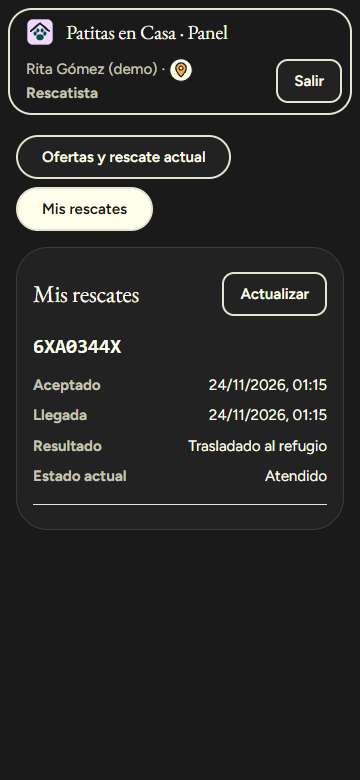 Patitas en Casa · Panel
Rita Gómez (demo) ·
Rescatista
Salir
Ofertas y rescate actual
Mis rescates
Mis rescates
Actualizar
6XA0344X
Aceptado 24/11/2026, 01:15
Llegada 24/11/2026, 01:15
Resultado Trasladado al refugio
Estado actual Atendido